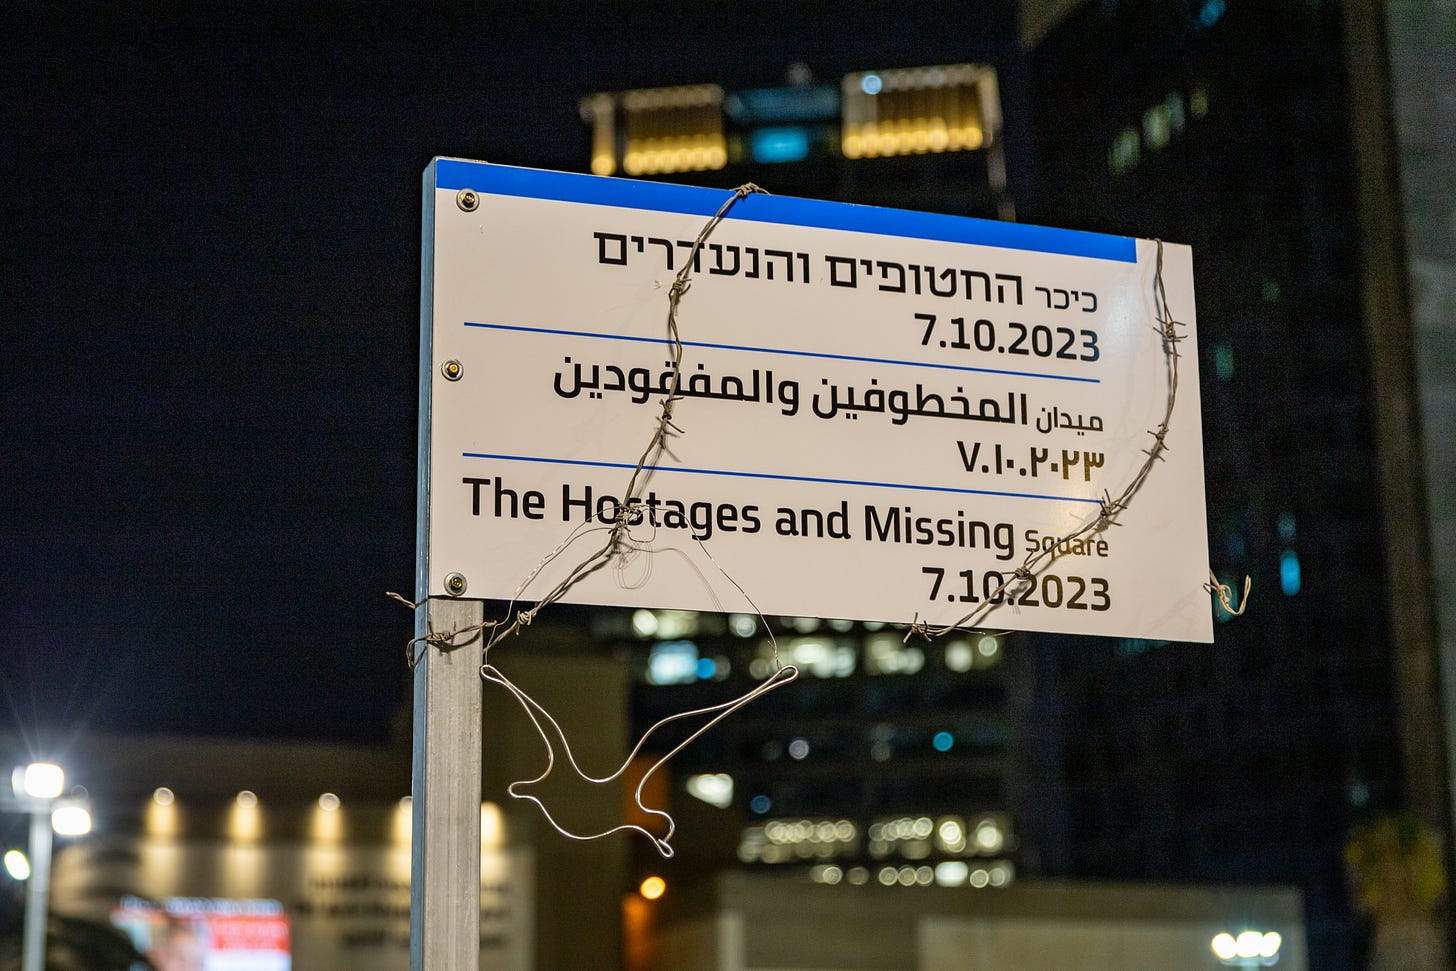 כיכר החטופים והנעדרים
7.10.2023
ميدان المخطوفين والمفقودين
٧.١٠.٢٠٢٣
The Hostages and Missing Square
7.10.2023